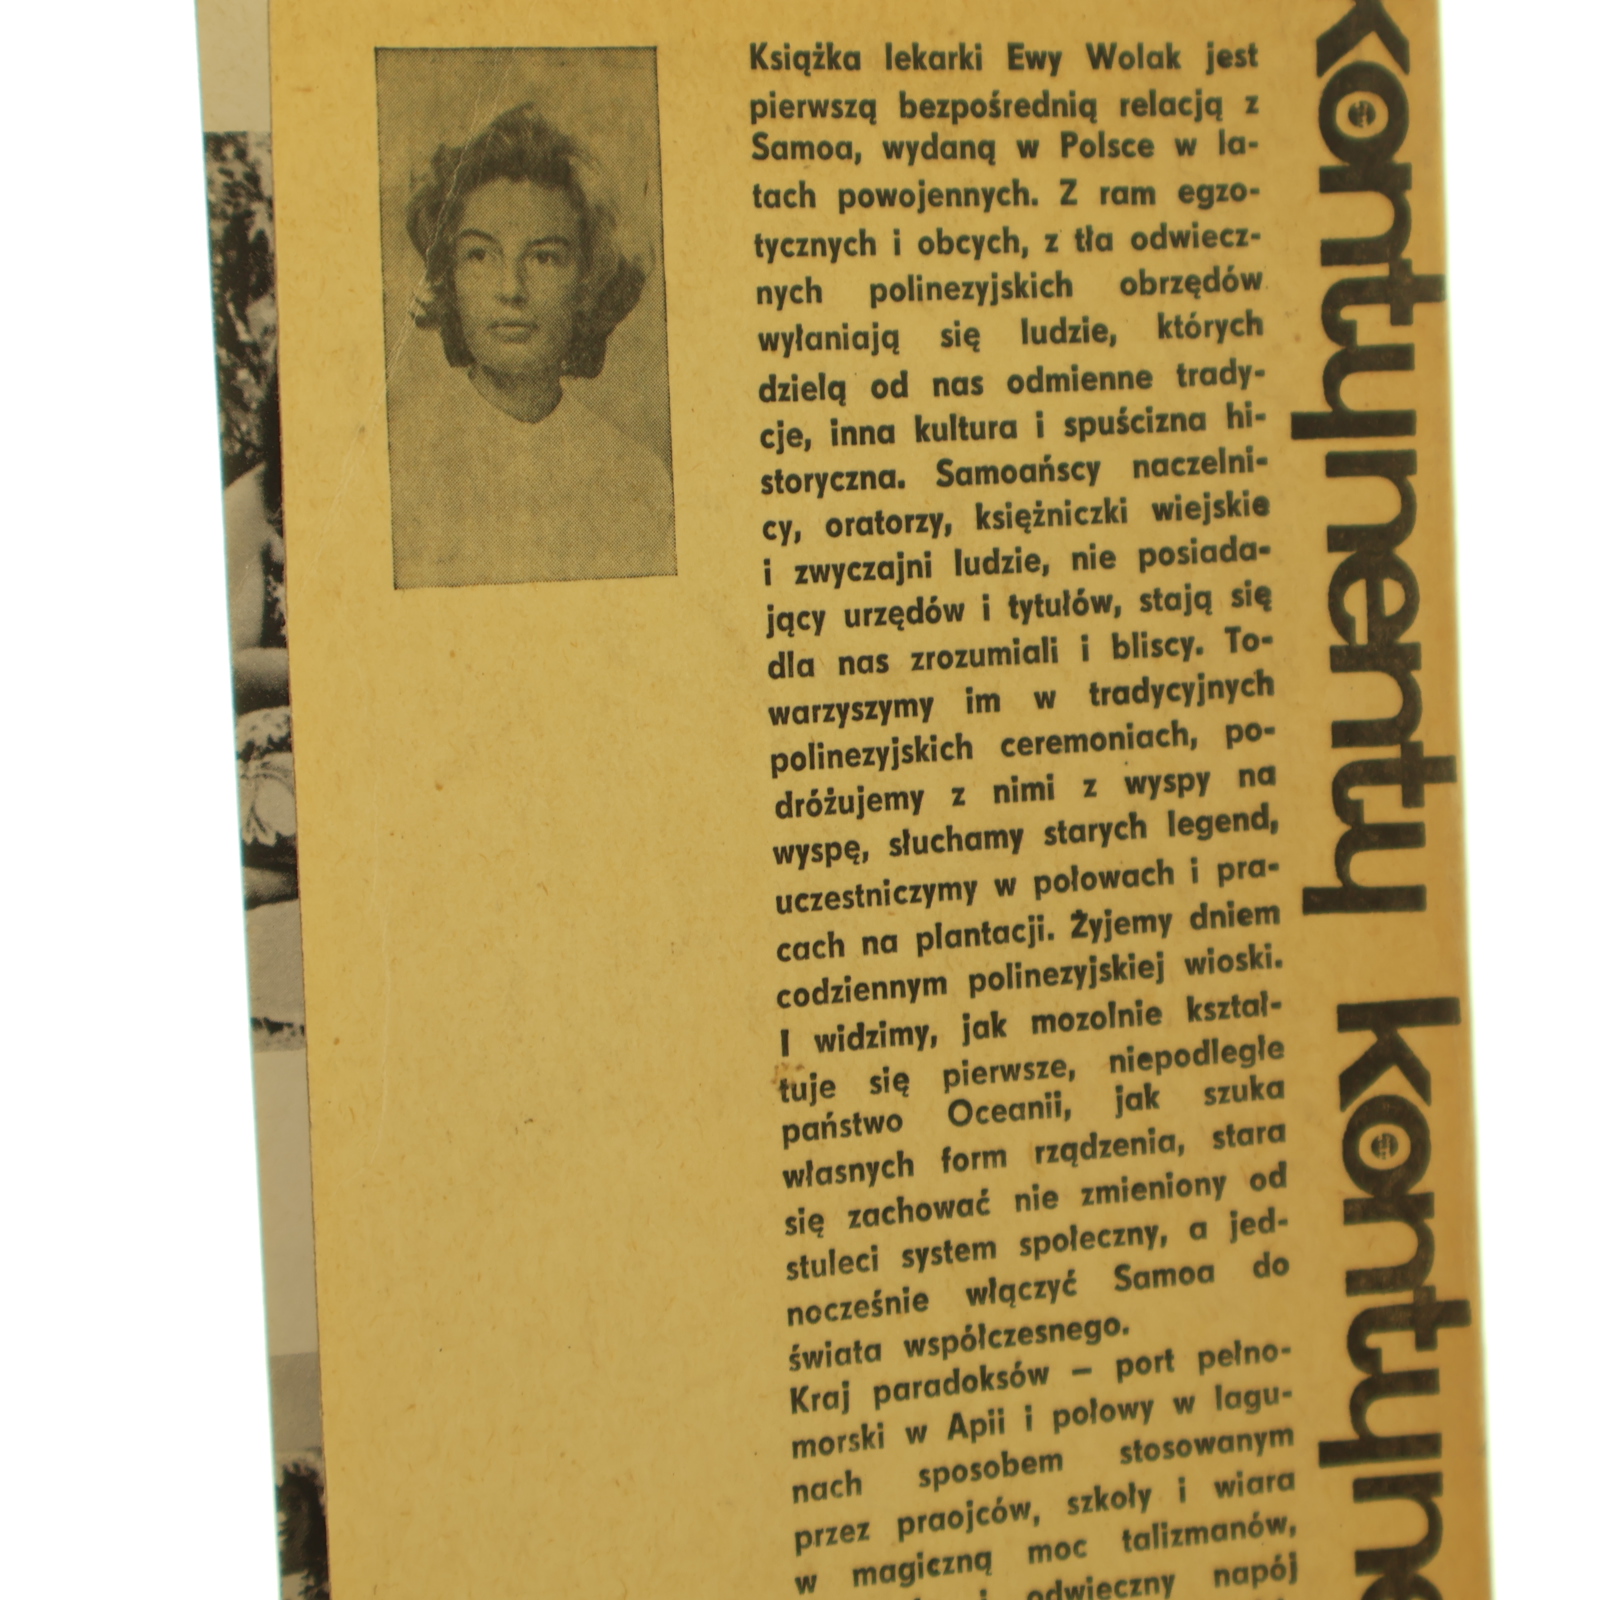 Książka lekarki Ewy Wolak jest
pierwszą bezpośrednią relacją z
Samoa, wydaną w Polsce w la-
tach powojennych. Z ram egzo-
tycznych i obcych, z tła odwiecz-
nych polinezyjskich obrzędów
wyłaniają się ludzie, których
dzielą od nas odmienne trady-
cje, inna kultura i spuścizna hi-
storyczna. Samoańscy naczelni-
cy, oratorzy, księżniczki wiejskie
i zwyczajni ludzie, nie posiada-
jący urzędów i tytułów, stają się
dla nas zrozumiali i bliscy. To-
warzyszymy im w tradycyjnych
polinezyjskich ceremoniach, po-
dróżujemy z nimi z wyspy na
wyspę, słuchamy starych legend,
uczestniczymy w połowach i pra-
cach na plantacji. Żyjemy dniem
codziennym polinezyjskiej wioski.
I widzimy, jak mozolnie kształ-
tuje się pierwsze, niepodległe
państwo Oceanii, jak szuka
własnych form rządzenia, stara
się zachować nie zmieniony od
stuleci system społeczny, a jed-
nocześnie włączyć Samoa do
świata współczesnego.
Kraj paradoksów — port pełno-
morski w Apii i połowy w lagu-
nach sposobem stosowanym
przez praojców, szkoły i wiara
w magiczną moc talizmanów,
i odwieczny napój
kontynentu kontyne